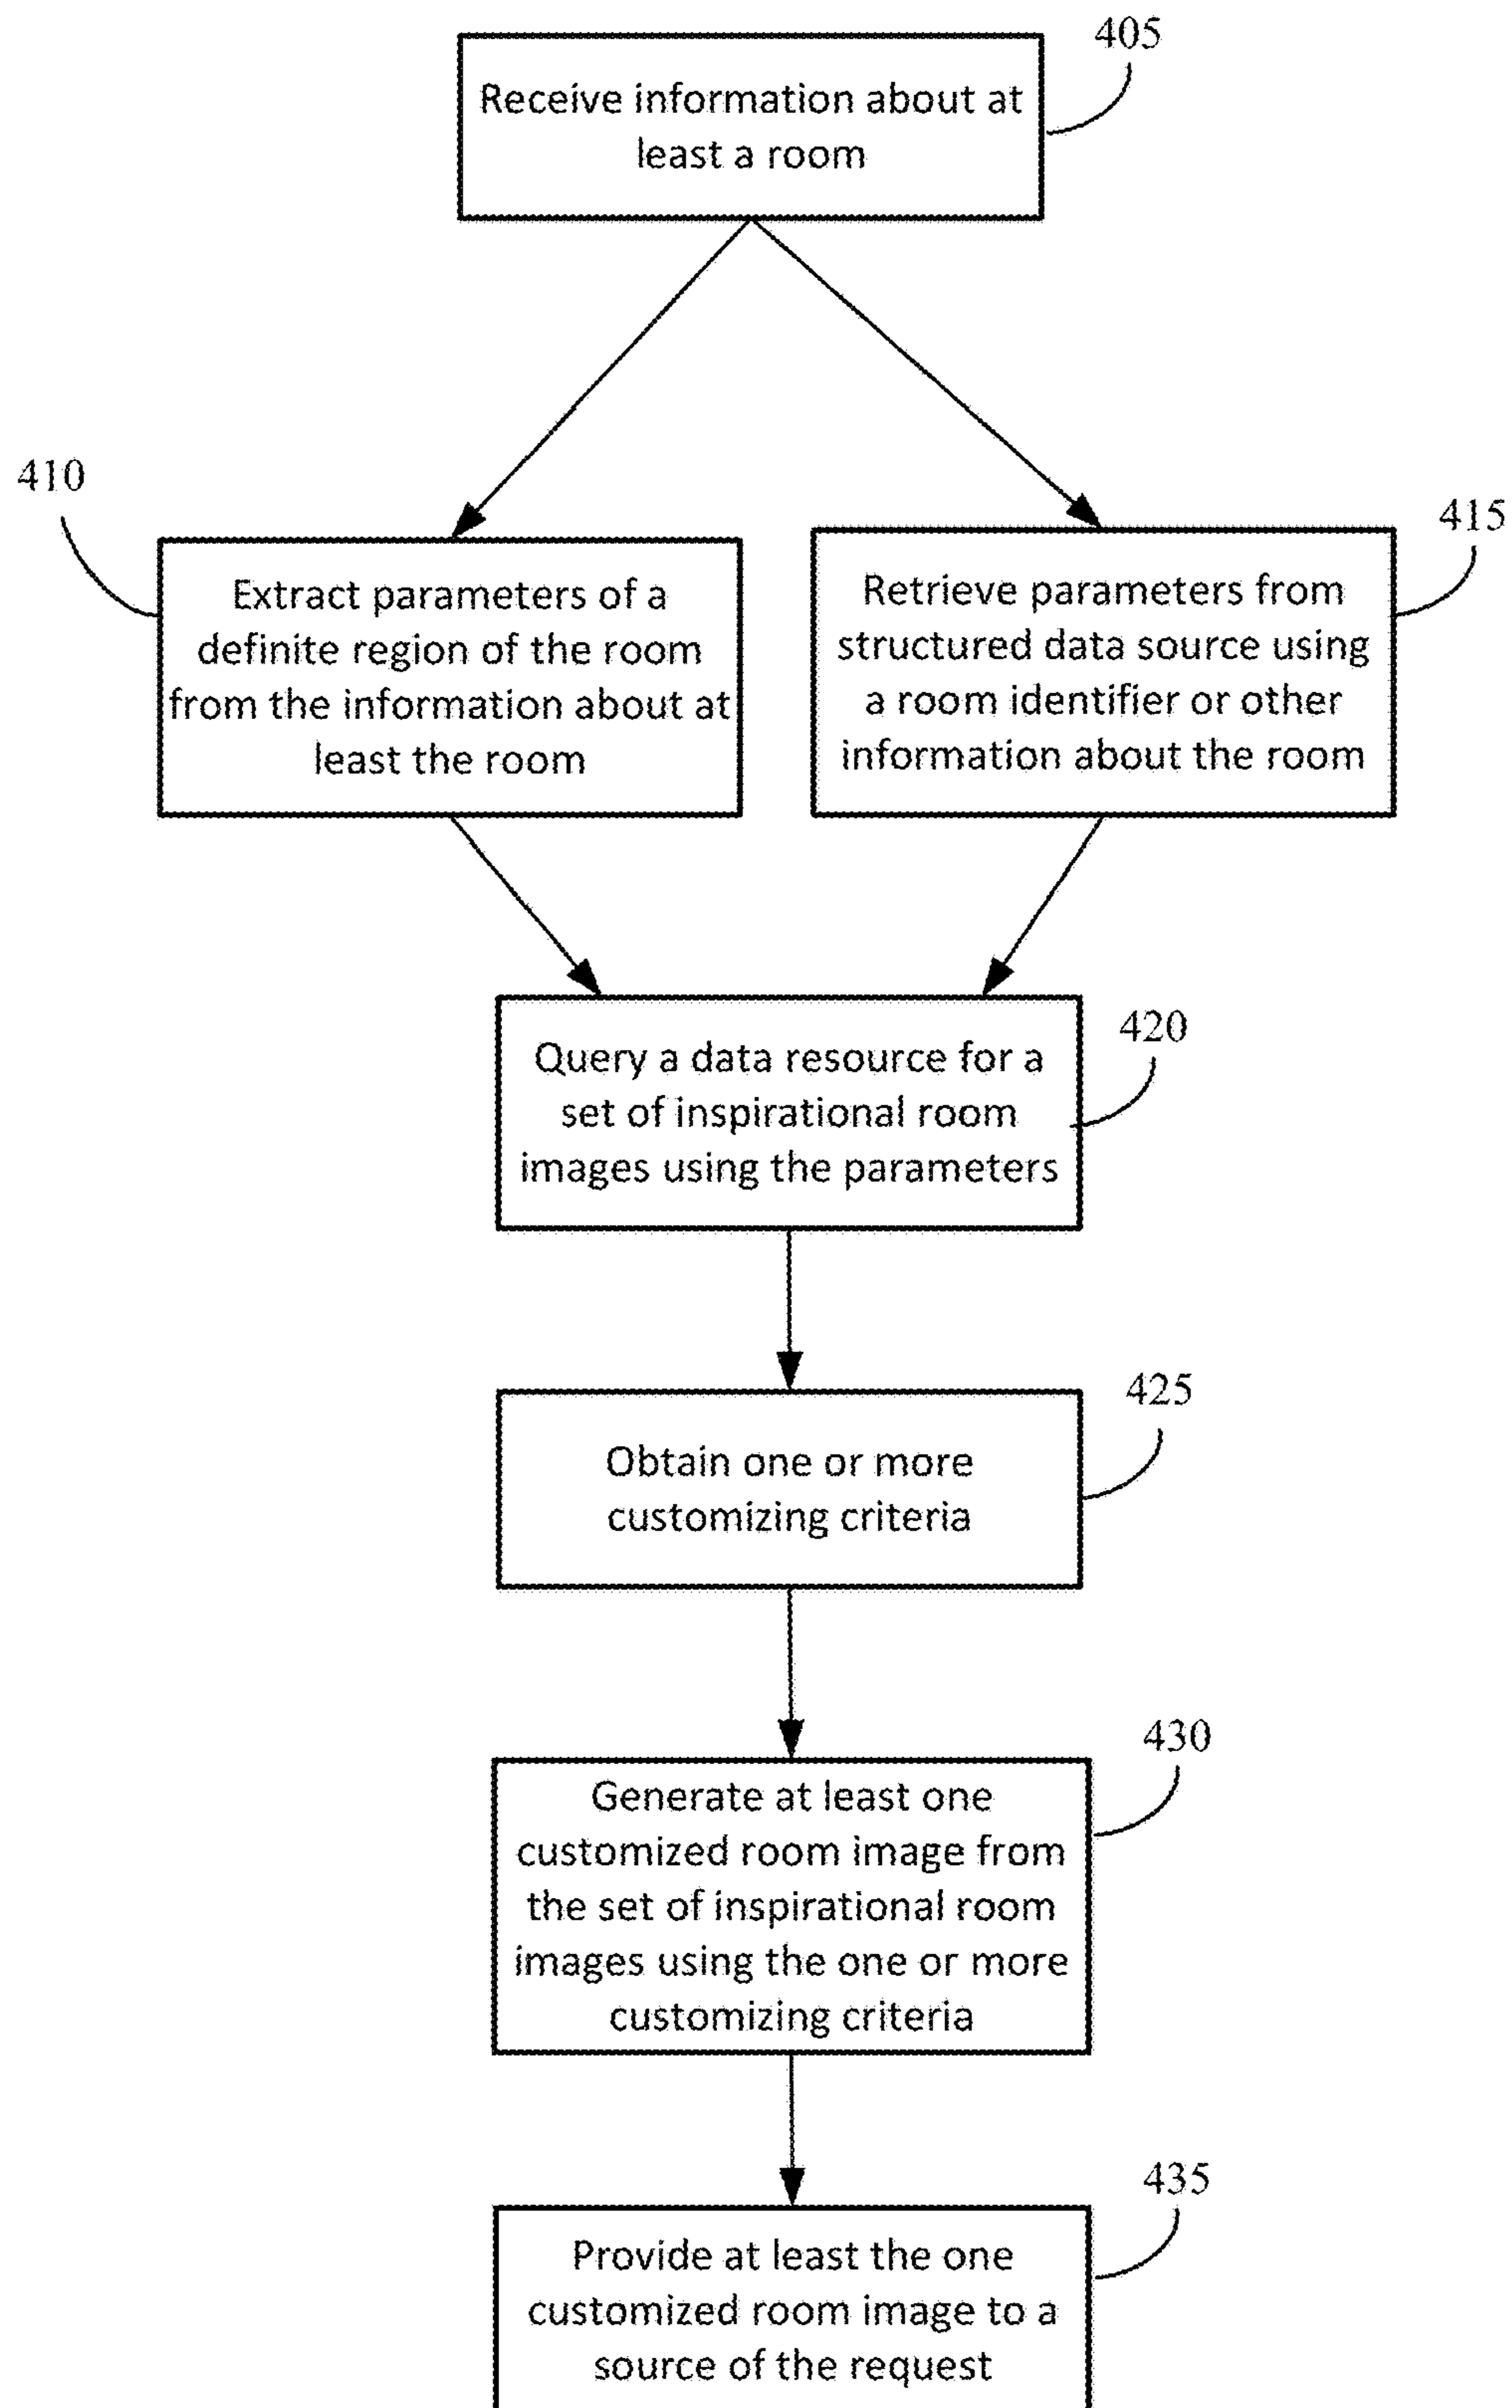 405
Receive information about at
least a room
410
415
Extract parameters of a
definite region of the room
from the information about at
least the room
Retrieve parameters from
structured data source using
a room identifier or other
information about the room
420
Query a data resource for a
set of inspirational room
images using the parameters
425
Obtain one or more
customizing criteria
430
Generate at least one
customized room image from
the set of inspirational room
images using the one or more
customizing criteria
435
Provide at least the one
customized room image to a
source of the request